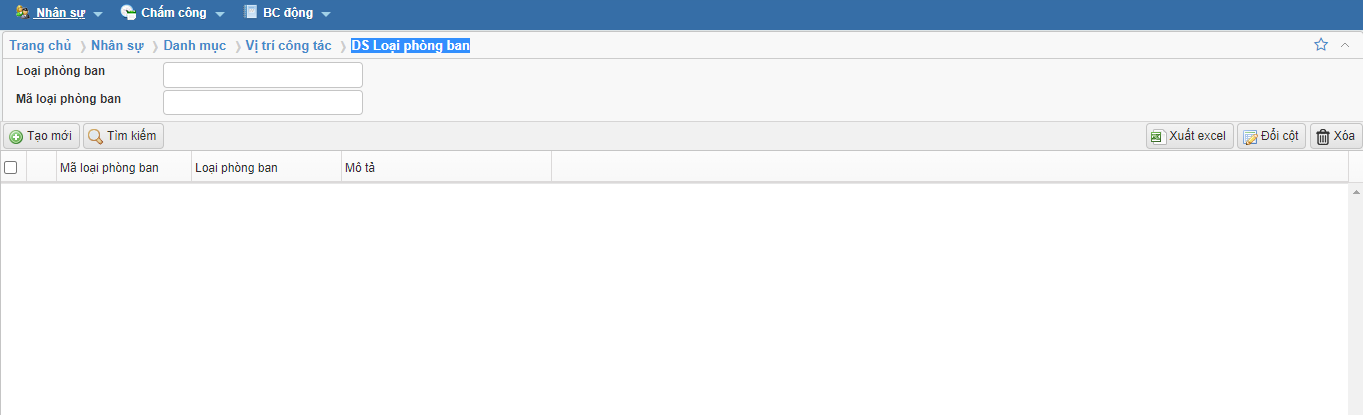 Nhân sự Chấm công BC động
Trang chủ Nhân sự Danh mục Vị trí công tác DS Loại phòng ban
Loại phòng ban
Mã loại phòng ban
Tạo mới Tìm kiếm Xuất excel Đổi cột Xóa
Mã loại phòng ban Loại phòng ban Mô tả